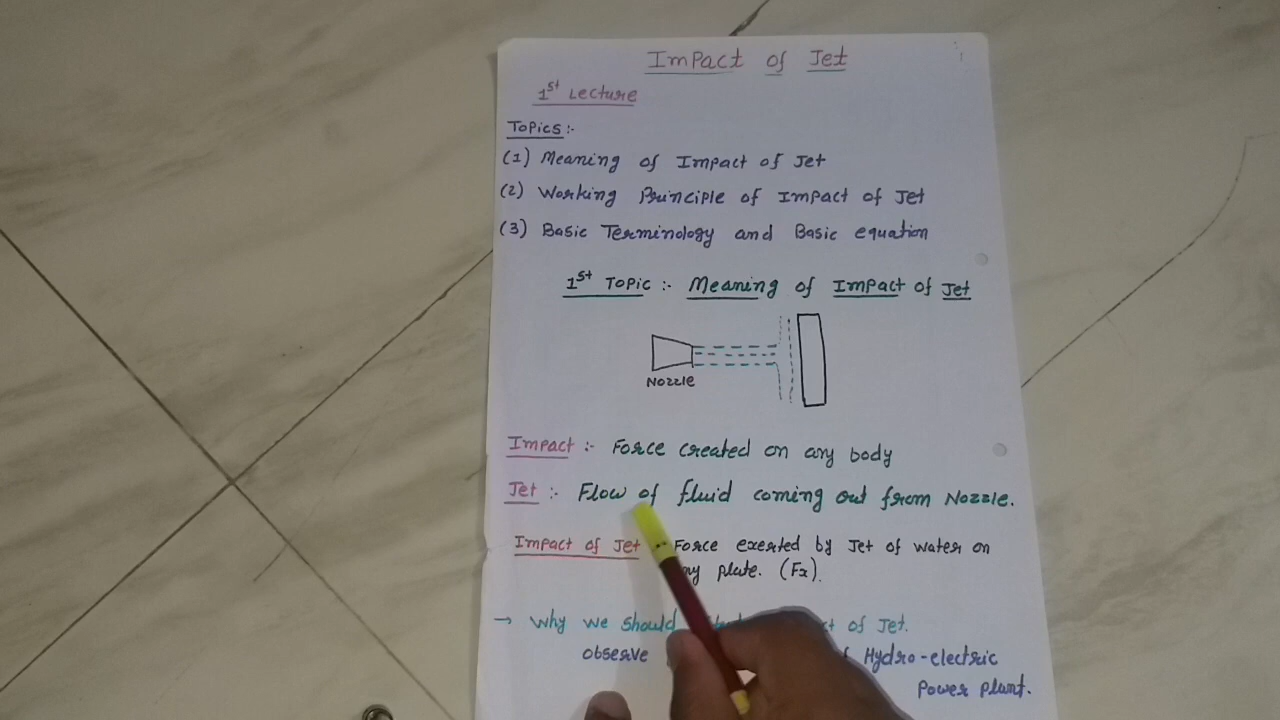 Impact of Jet
1st Lecture
Topics:-
(1) Meaning of Impact of Jet
(2) Working Principle of Impact of Jet
(3) Basic Terminology and Basic equation
1st Topic :- Meaning of Impact of Jet
Nozzle
Impact :- Force created on any body
Jet :- Flow of fluid coming out from Nozzle.
Impact of Jet :- Force exerted by Jet of water on
plate. (Fx).
→ Why we should of Jet.
observe Hydro-electric
Power plant.